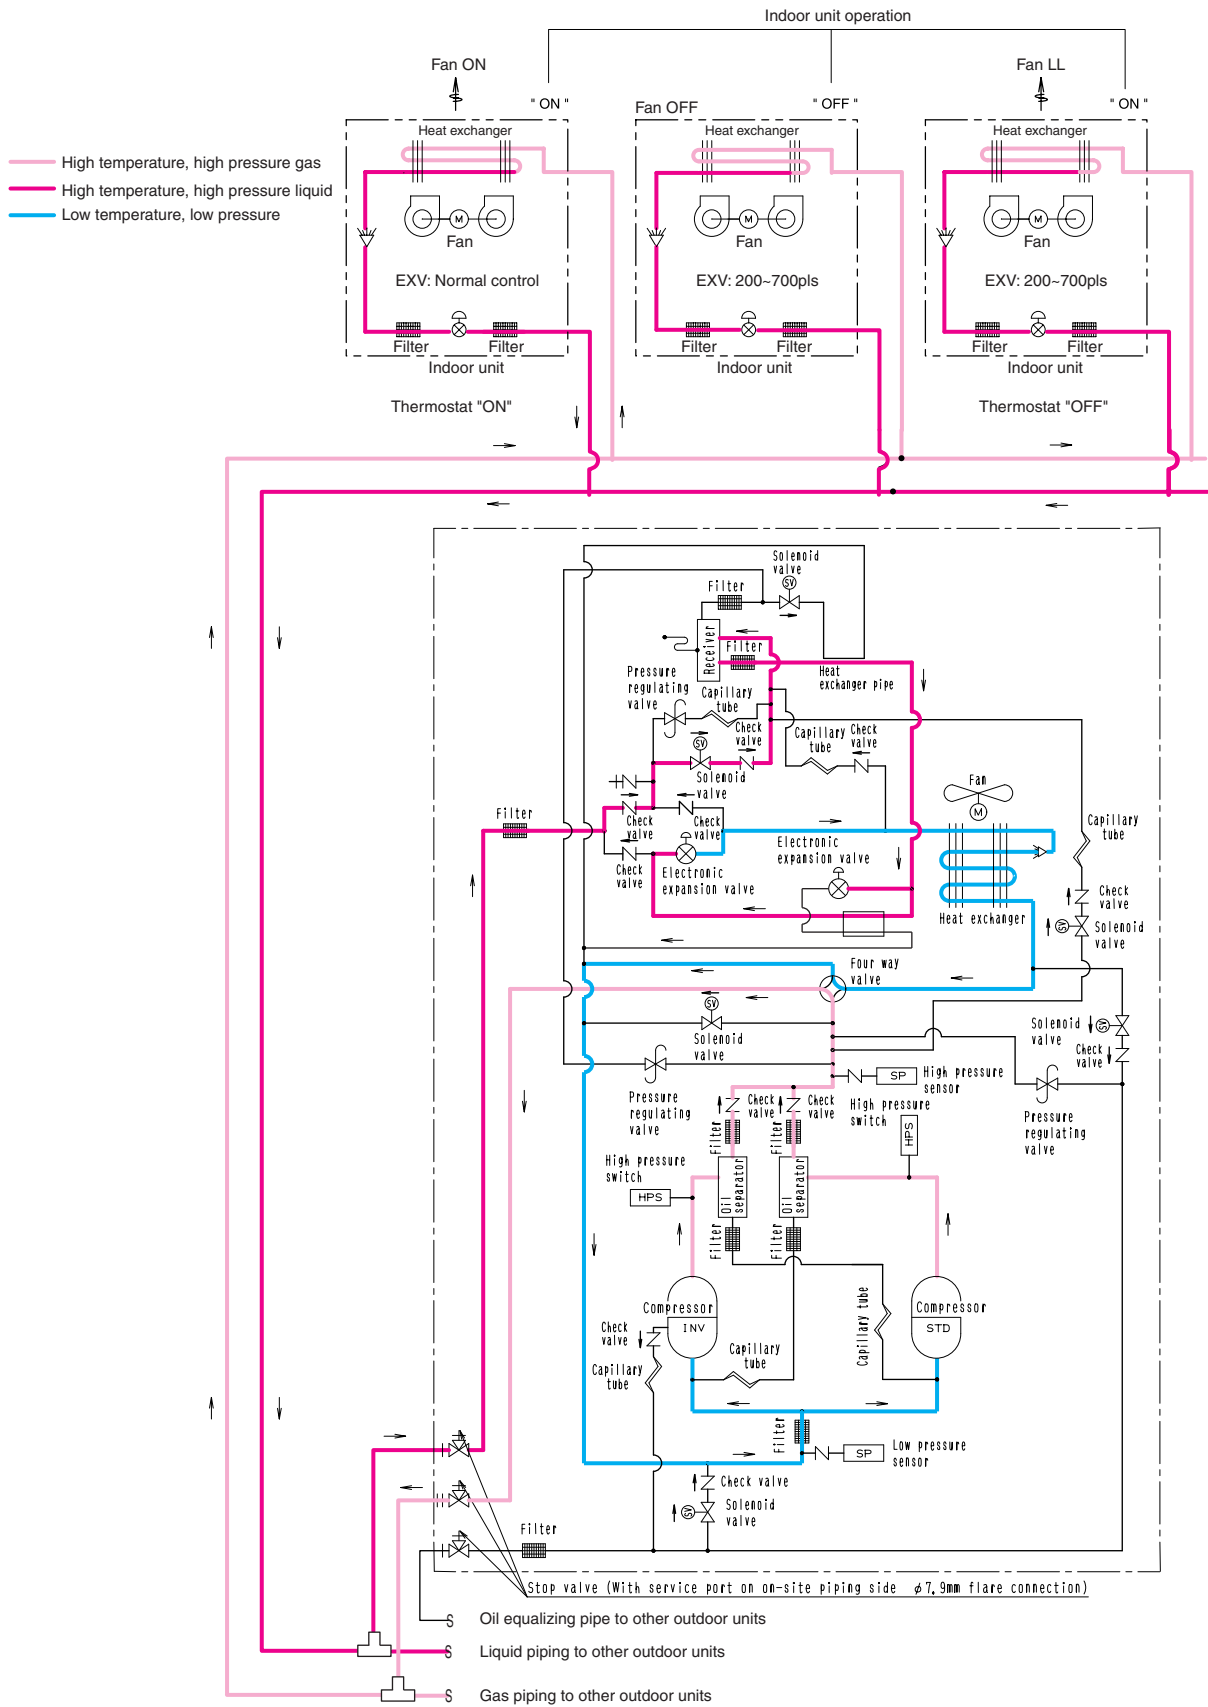 Indoor unit operation
Fan ON
Fan LL
" ON "
Fan OFF
" OFF "
" ON "
Heat exchanger
Heat exchanger
Heat exchanger
High temperature, high pressure gas
High temperature, high pressure liquid
Low temperature, low pressure
M
M
M
Fan
Fan
Fan
EXV: Normal control
EXV: 200~700pls
EXV: 200~700pls
Filter
Filter
Filter
Filter
Filter
Filter
Indoor unit
Indoor unit
Indoor unit
Thermostat "ON"
Thermostat "OFF"
Solenoid
valve
SV
Filter
Receiver
Filter
Heat
exchanger pipe
Pressure
regulating
valve
Capillary
tube
Check
valve
SV
Solenoid
valve
Capillary
tube
Check
valve
Fan
M
Filter
Check
valve
Check
valve
Check
valve
Electronic
expansion valve
Electronic
expansion valve
Capillary
tube
Check
valve
SV
Solenoid
valve
Heat exchanger
Four way
valve
SV
Solenoid
valve
Solenoid
valve
SV
Check
valve
Pressure
regulating
valve
SP
High pressure
sensor
Pressure
regulating
valve
Check
valve
Check
valve
High pressure
switch
HPS
Filter
Filter
High pressure
switch
HPS
Oil
separator
Oil
separator
Filter
Filter
Compressor
INV
Compressor
STD
Check
valve
Capillary
tube
Capillary
tube
Capillary tube
Filter
SP
Low pressure
sensor
Check valve
SV
Solenoid
valve
Filter
Stop valve (With service port on on-site piping side φ7.9mm flare connection)
S
Oil equalizing pipe to other outdoor units
S
Liquid piping to other outdoor units
S
Gas piping to other outdoor units